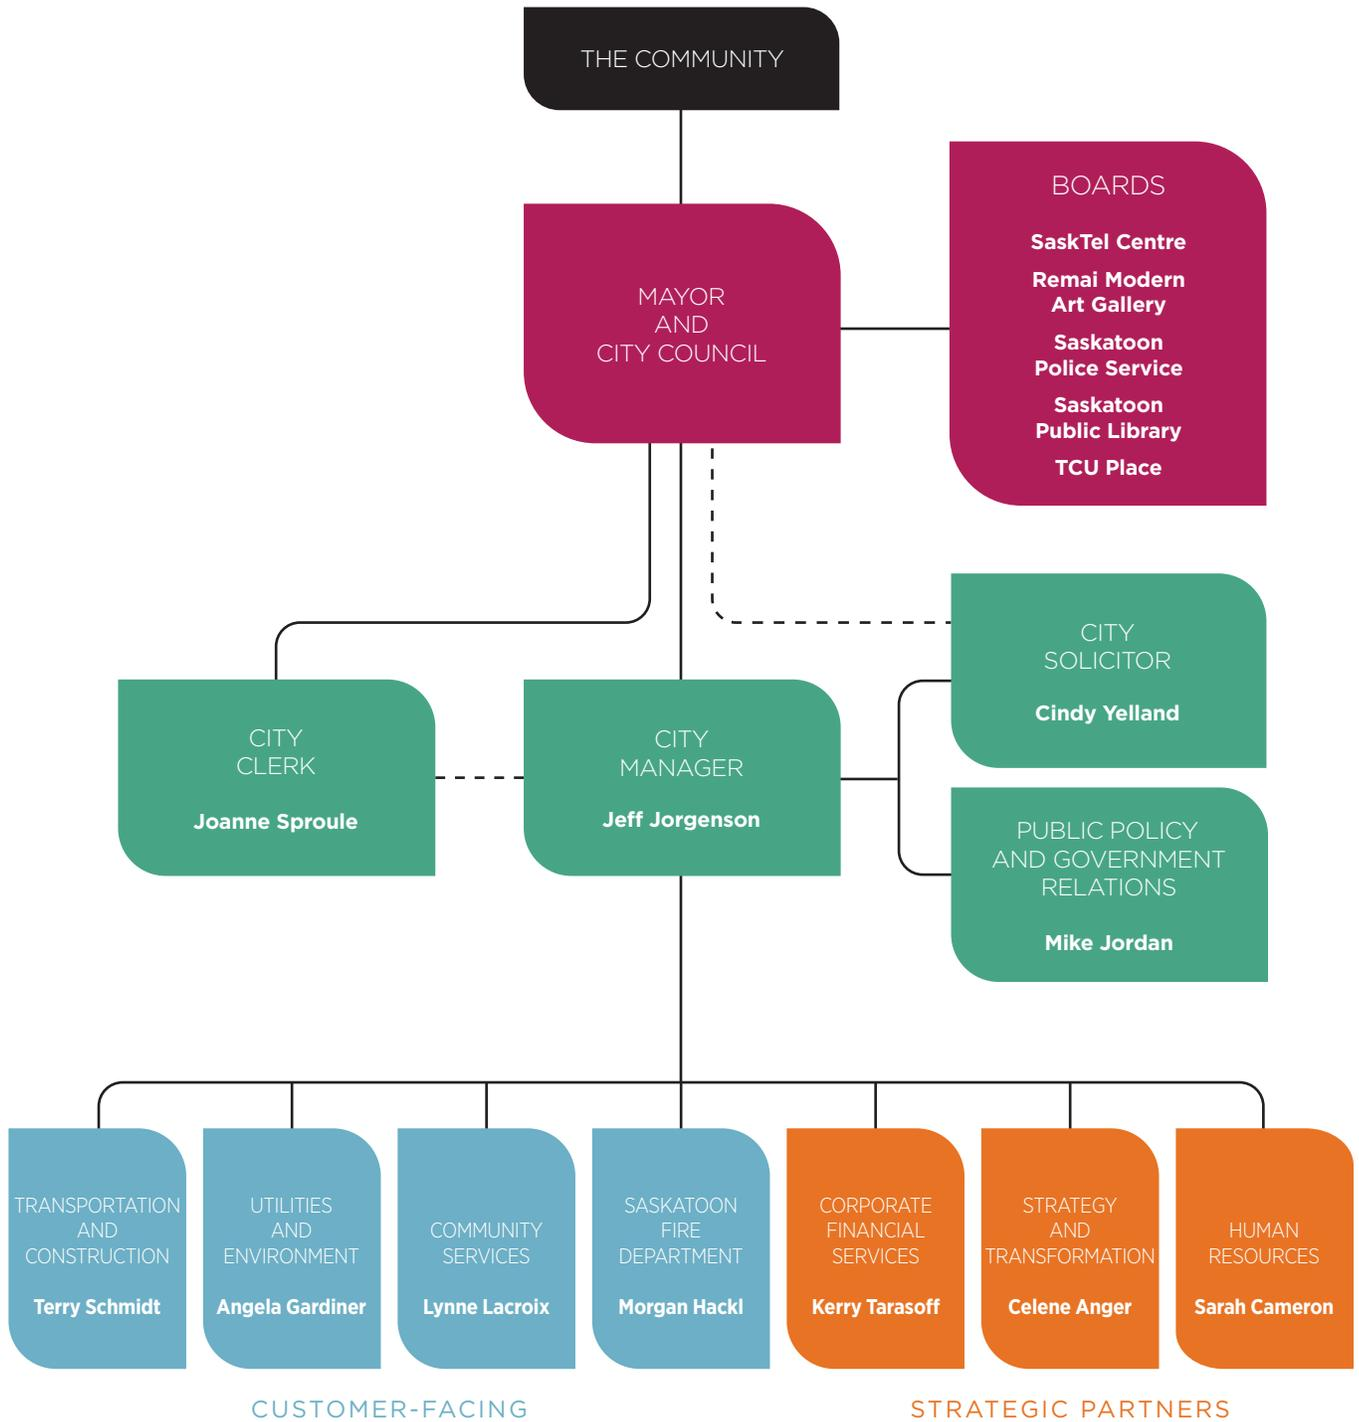 THE COMMUNITY
MAYOR
AND
CITY COUNCIL
BOARDS
SaskTel Centre
Remai Modern
Art Gallery
Saskatoon
Police Service
Saskatoon
Public Library
TCU Place
CITY
CLERK
Joanne Sproule
CITY
MANAGER
Jeff Jorgenson
CITY
SOLICITOR
Cindy Yelland
PUBLIC POLICY
AND GOVERNMENT
RELATIONS
Mike Jordan
TRANSPORTATION
AND
CONSTRUCTION
Terry Schmidt
UTILITIES
AND
ENVIRONMENT
Angela Gardiner
COMMUNITY
SERVICES
Lynne Lacroix
SASKATOON
FIRE
DEPARTMENT
Morgan Hackl
CORPORATE
FINANCIAL
SERVICES
Kerry Tarasoff
STRATEGY
AND
TRANSFORMATION
Celene Anger
HUMAN
RESOURCES
Sarah Cameron
CUSTOMER-FACING
STRATEGIC PARTNERS